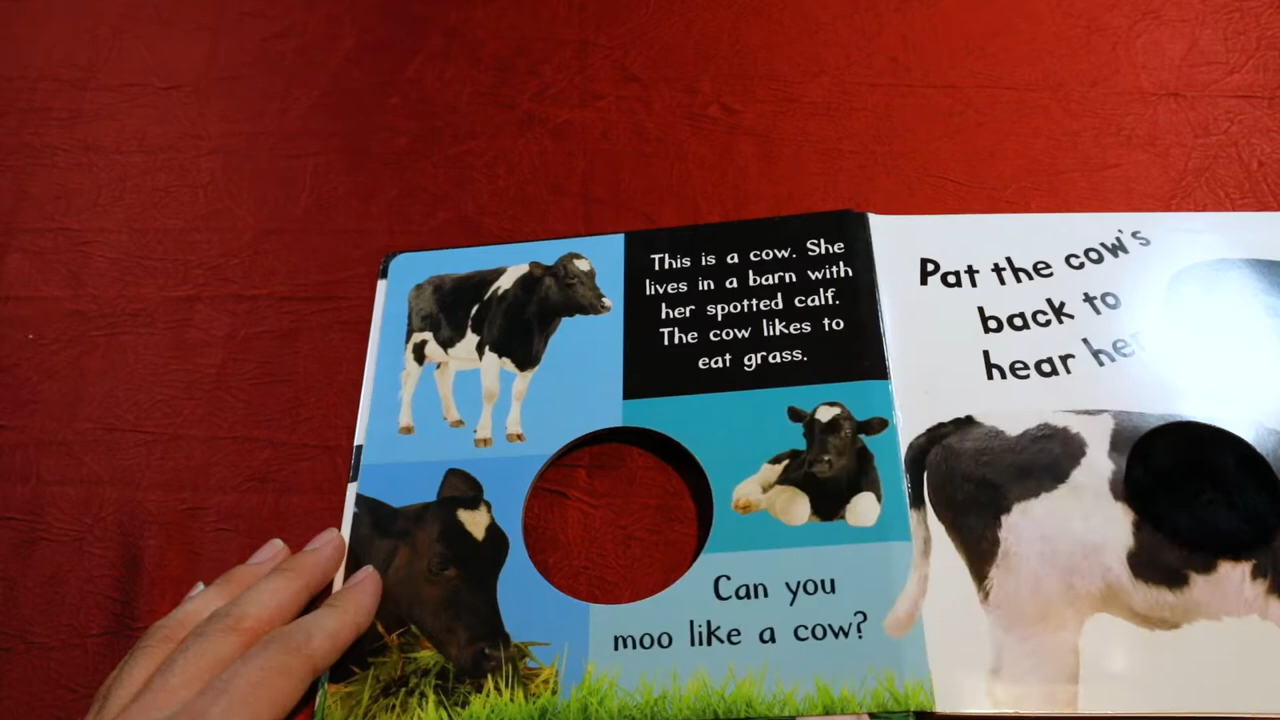 This is a cow. She
lives in a barn with
her spotted calf.
The cow likes to
eat grass.
Can you
moo like a cow?
Pat the cow's
back to
hear her